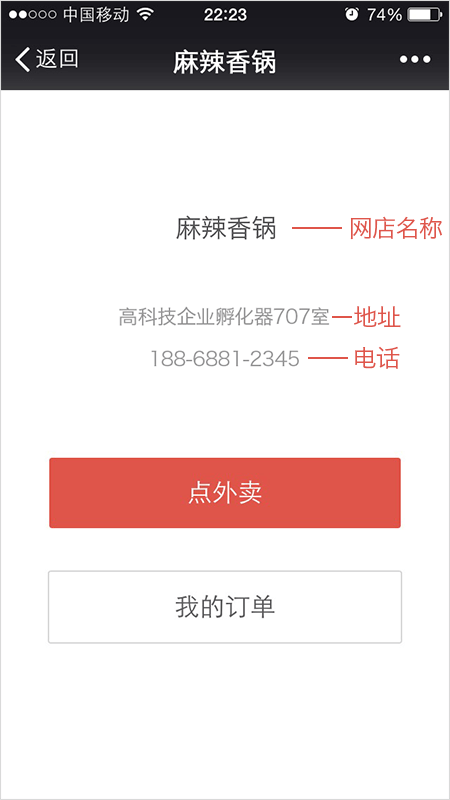 中国移动 22:23 74%
返回 麻辣香锅
麻辣香锅 网店名称
高科技企业孵化器707室 地址
188-6881-2345 电话
点外卖
我的订单